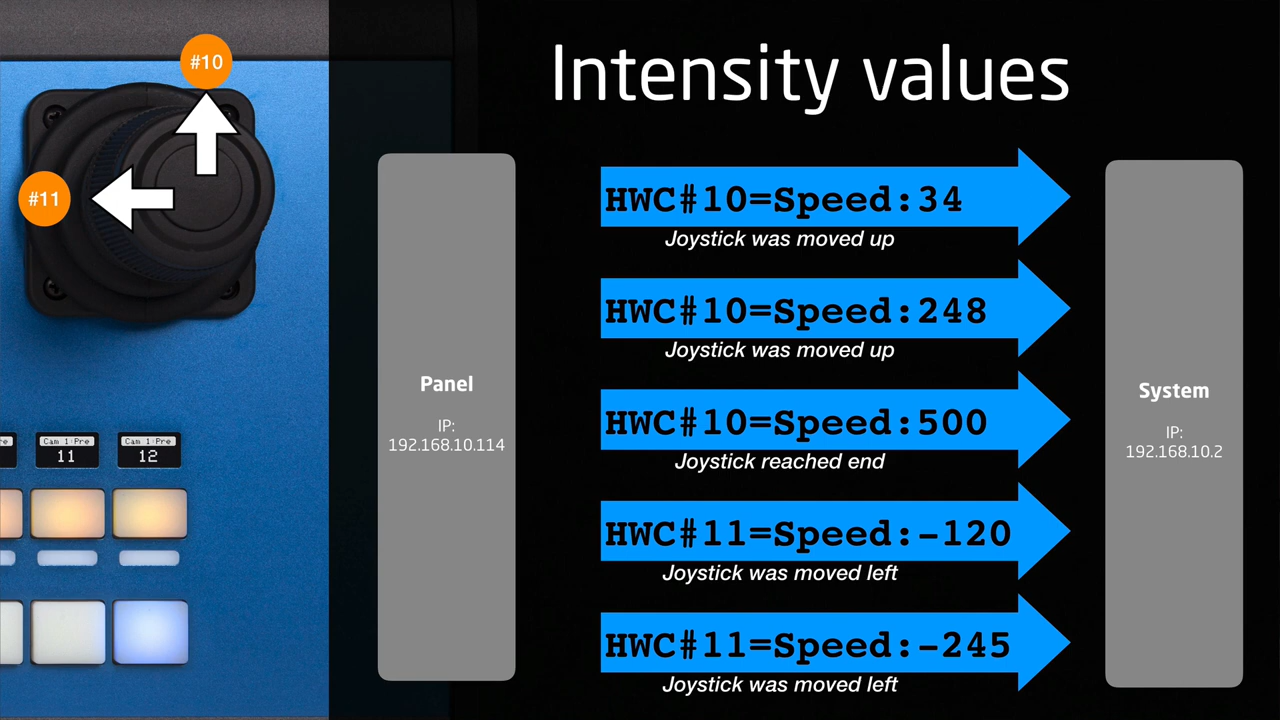 Intensity values
#10
#11
HWC#10=Speed:34
Joystick was moved up
HWC#10=Speed:248
Joystick was moved up
Panel
IP:
192.168.10.114
System
IP:
192.168.10.2
HWC#10=Speed:500
Joystick reached end
Cam 1:Pre
11
Cam 1:Pre
12
HWC#11=Speed:-120
Joystick was moved left
HWC#11=Speed:-245
Joystick was moved left